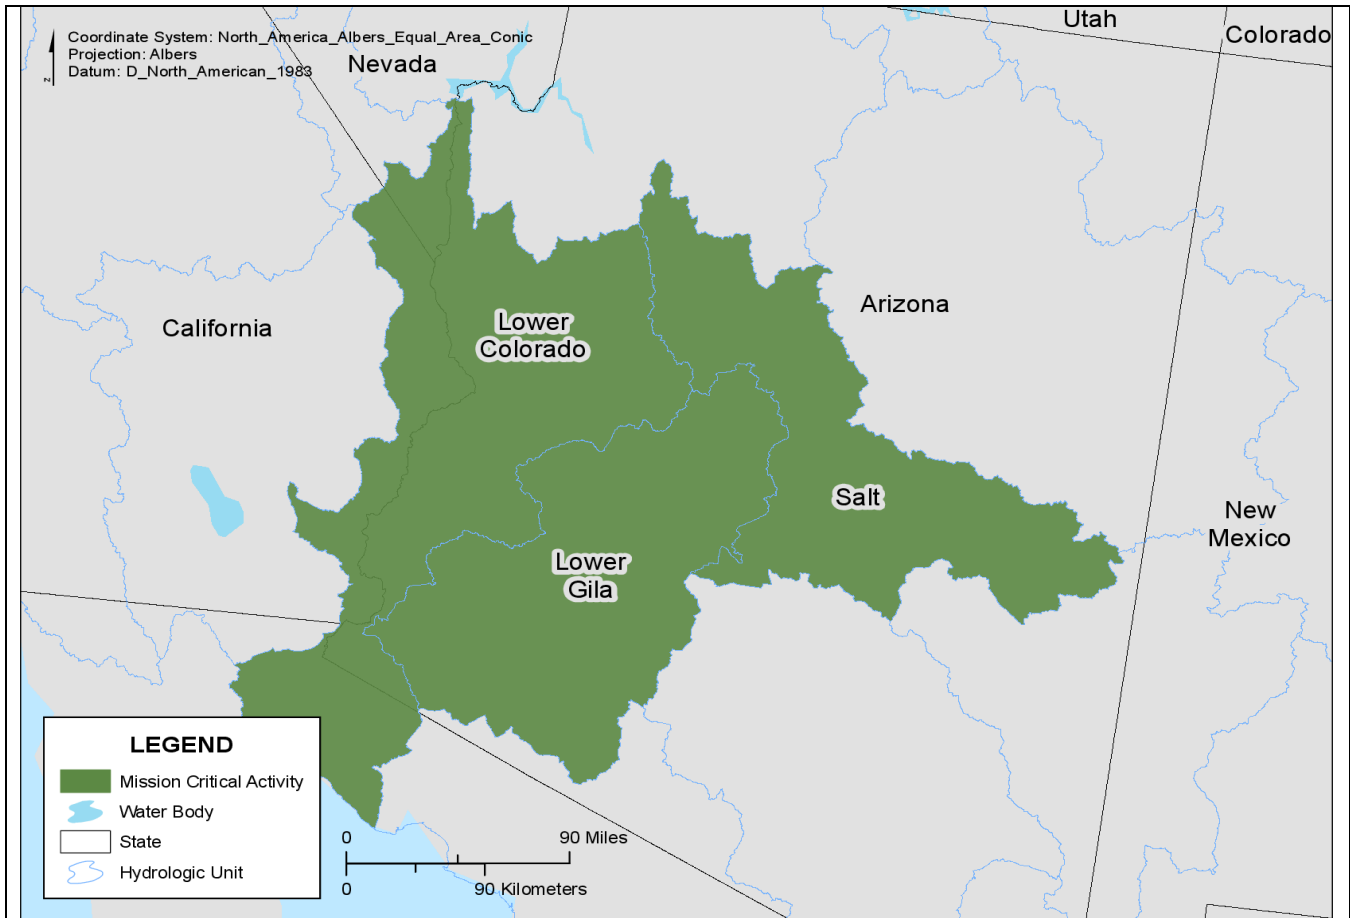 Coordinate System: North_America_Albers_Equal_Area_Conic
Projection: Albers
Datum: D_North_American_1983
N
Nevada
Utah
Colorado
California
Lower
Colorado
Arizona
Salt
New
Mexico
Lower
Gila
LEGEND
Mission Critical Activity
Water Body
State
Hydrologic Unit
0
90 Miles
0
90 Kilometers